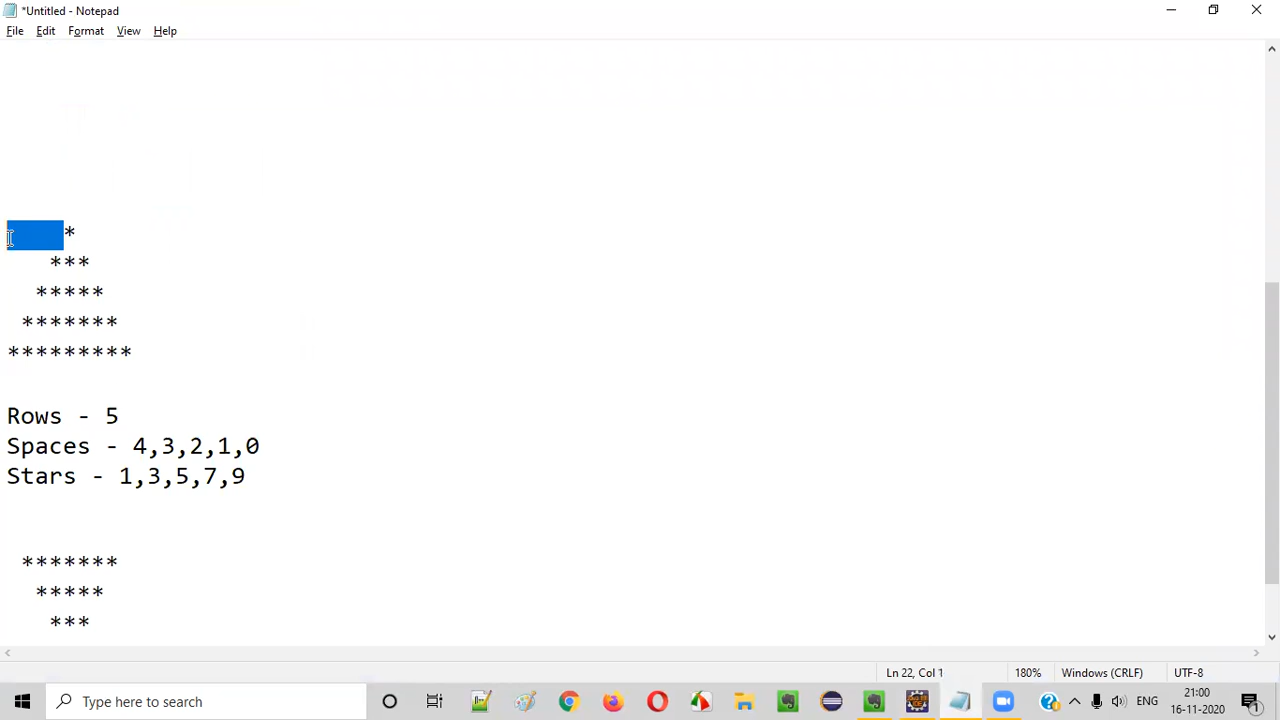 *Untitled - Notepad
File Edit Format View Help
    *
   ***
  *****
 *******
*********
Rows - 5
Spaces - 4,3,2,1,0
Stars - 1,3,5,7,9
 *******
  *****
   ***
Ln 22, Col 1 180% Windows (CRLF) UTF-8
Type here to search
ENG
21:00
16-11-2020